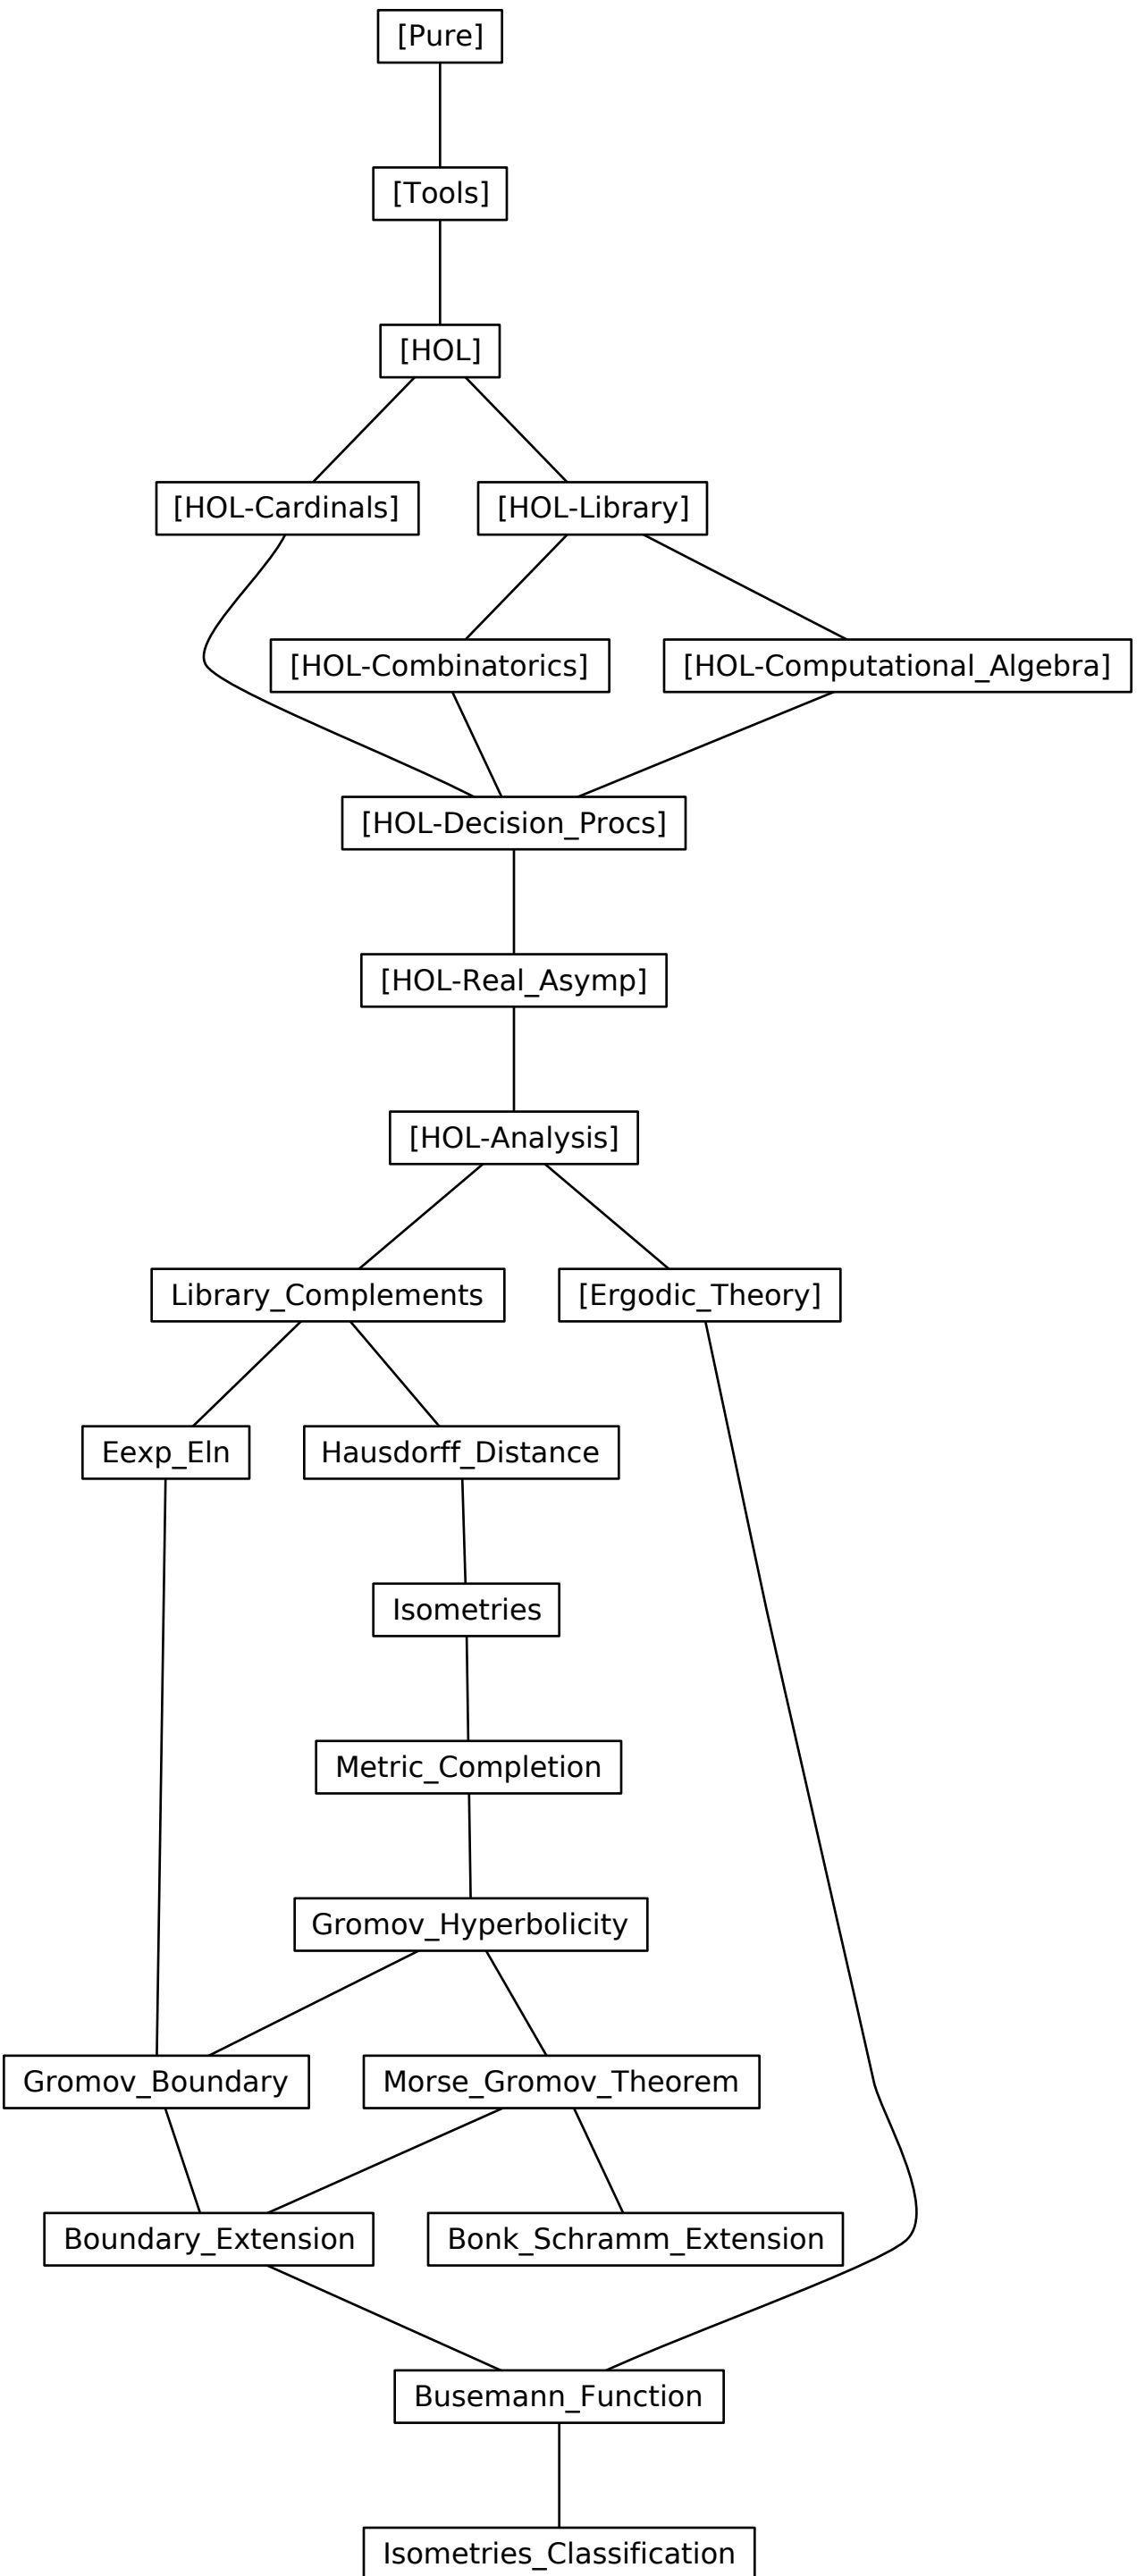 [Pure]
[Tools]
[HOL]
[HOL-Cardinals]
[HOL-Library]
[HOL-Combinatorics]
[HOL-Computational_Algebra]
[HOL-Decision_Procs]
[HOL-Real_Asymp]
[HOL-Analysis]
Library_Complements
[Ergodic_Theory]
Eexp_Eln
Hausdorff_Distance
Isometries
Metric_Completion
Gromov_Hyperbolicity
Gromov_Boundary
Morse_Gromov_Theorem
Boundary_Extension
Bonk_Schramm_Extension
Busemann_Function
Isometries_Classification